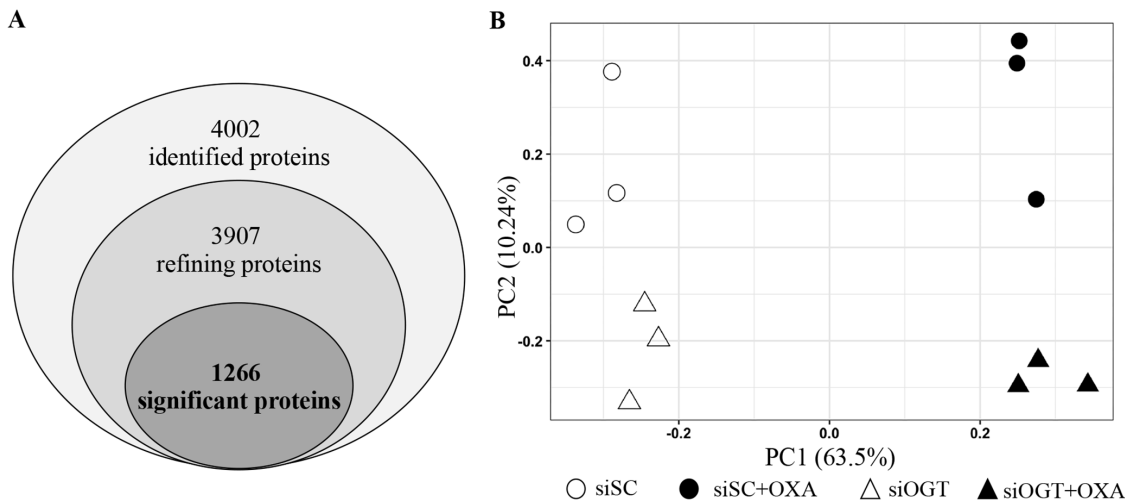 A
4002
identified proteins
3907
refining proteins
1266
significant proteins
B
PC2 (10.24%)
0.4
0.2
0.0
-0.2
-0.2
0.0
0.2
PC1 (63.5%)
siSC
siSC+OXA
siOGT
siOGT+OXA